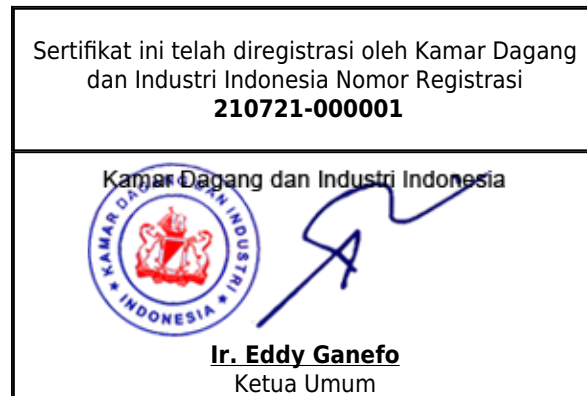 Sertifikat ini telah diregistrasi oleh Kamar Dagang
dan Industri Indonesia Nomor Registrasi
210721-000001
Kamar Dagang dan Industri Indonesia
KAMAR DAGANG DAN INDUSTRI
* INDONESIA *
Ir. Eddy Ganefo
Ketua Umum